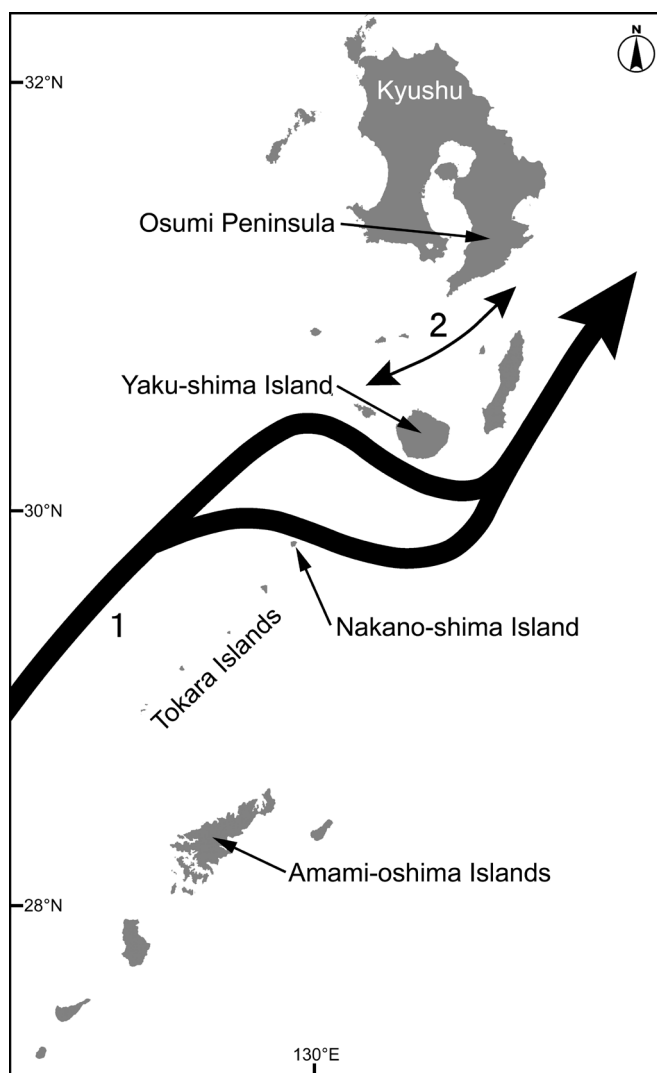 N
32°N
Kyushu
Osumi Peninsula
2
Yaku-shima Island
30°N
1
Nakano-shima Island
Tokara Islands
Amami-oshima Islands
28°N
130°E